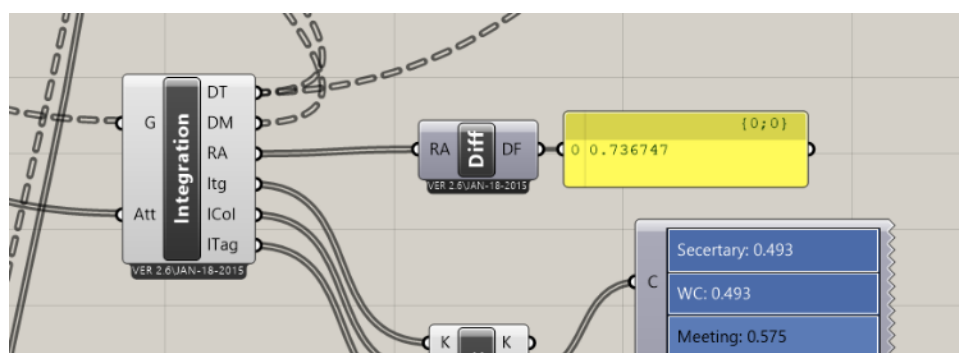 DT
G
DM
RA
Integration
Itg
Att
ICol
ITag
VER 2.6\JAN-18-2015
RA
Diff
DF
VER 2.6\JAN-18-2015
{0;0}
0 0.736747
C
Secertary: 0.493
WC: 0.493
Meeting: 0.575
K
K